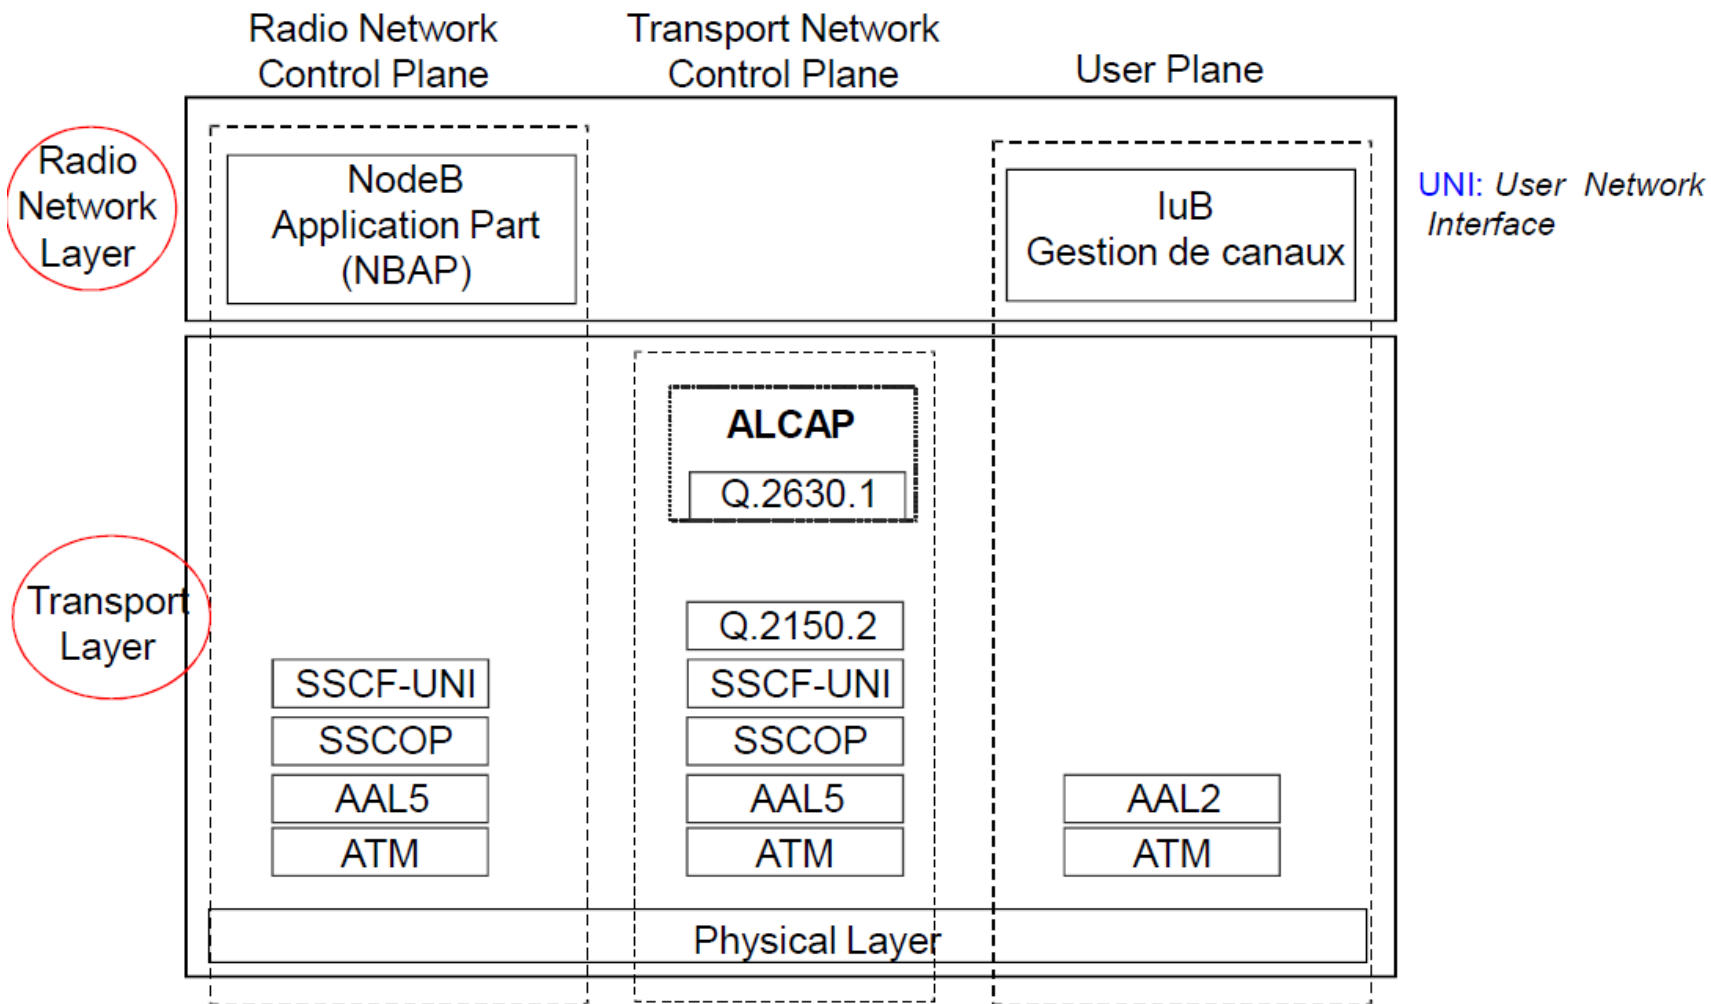 Radio Network
Control Plane
Transport Network
Control Plane
User Plane
Radio
Network
Layer
NodeB
Application Part
(NBAP)
IuB
Gestion de canaux
UNI: User Network
Interface
ALCAP
Q.2630.1
Transport
Layer
Q.2150.2
SSCF-UNI
SSCF-UNI
SSCOP
SSCOP
AAL5
AAL5
AAL2
ATM
ATM
ATM
Physical Layer